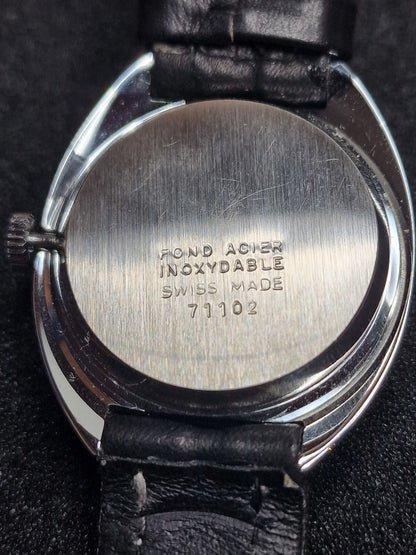 FOND ACIER
INOXYDABLE
SWISS MADE
71102